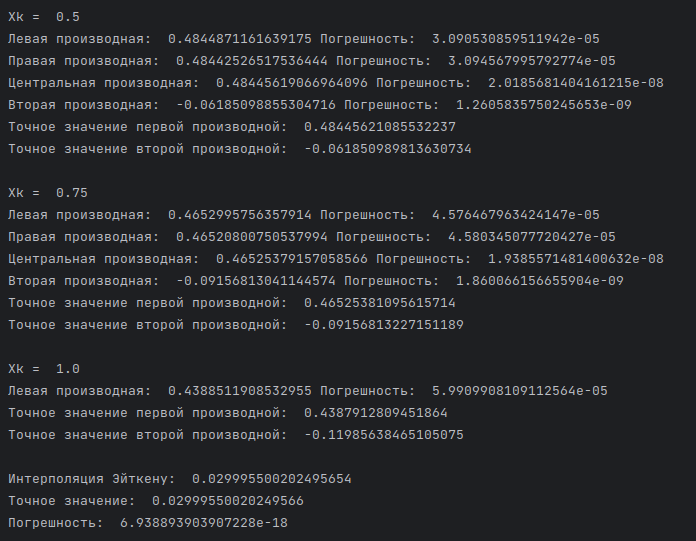 Xk =  0.5
Левая производная:  0.4844871161639175 Погрешность:  3.090530859511942e-05
Правая производная:  0.48442526517536444 Погрешность:  3.094567995792774e-05
Центральная производная:  0.48445619066964096 Погрешность:  2.0185681404161215e-08
Вторая производная:  -0.06185098855304716 Погрешность:  1.2605835750245653e-09
Точное значение первой производной:  0.48445621085532237
Точное значение второй производной:  -0.061850989813630734
Xk =  0.75
Левая производная:  0.4652995756357914 Погрешность:  4.576467963424147e-05
Правая производная:  0.46520800750537994 Погрешность:  4.580345077720427e-05
Центральная производная:  0.46525379157058566 Погрешность:  1.9385571481400632e-08
Вторая производная:  -0.09156813041144574 Погрешность:  1.860066156655904e-09
Точное значение первой производной:  0.46525381095615714
Точное значение второй производной:  -0.09156813227151189
Xk =  1.0
Левая производная:  0.4388511908532955 Погрешность:  5.9909908109112564e-05
Точное значение первой производной:  0.4387912809451864
Точное значение второй производной:  -0.11985638465105075
Интерполяция Эйткену:  0.029995500202495654
Точное значение:  0.02999550020249566
Погрешность:  6.938893903907228e-18